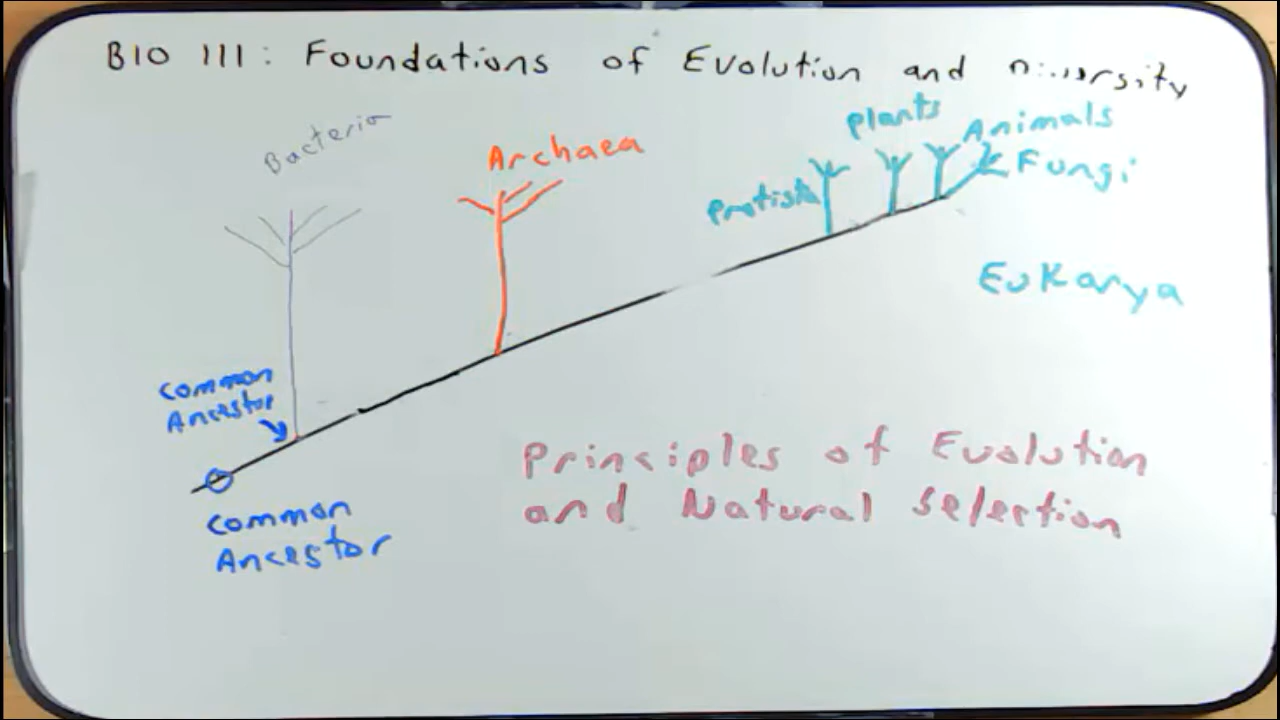 BIO 111: Foundations of Evolution and
Bacteria
Archaea
Plants
Animals
& Fungi
Protista
Eukarya
Common
Ancestor
Common
Ancestor
Principles of Evolution
and Natural selection